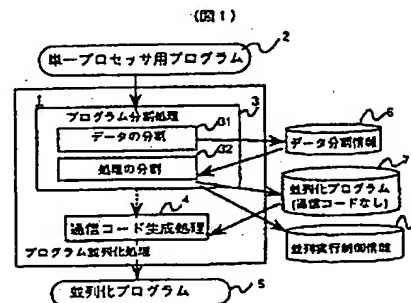 (図1)
2
単一プロセッサ用プログラム
1
3
プログラム分割処理
31
データの分割
6
データ分割情報
32
処理の分割
7
並列化プログラム
(通信コードなし)
4
通信コード生成処理
並列実行制御情報
プログラム並列化処理
並列化プログラム
5